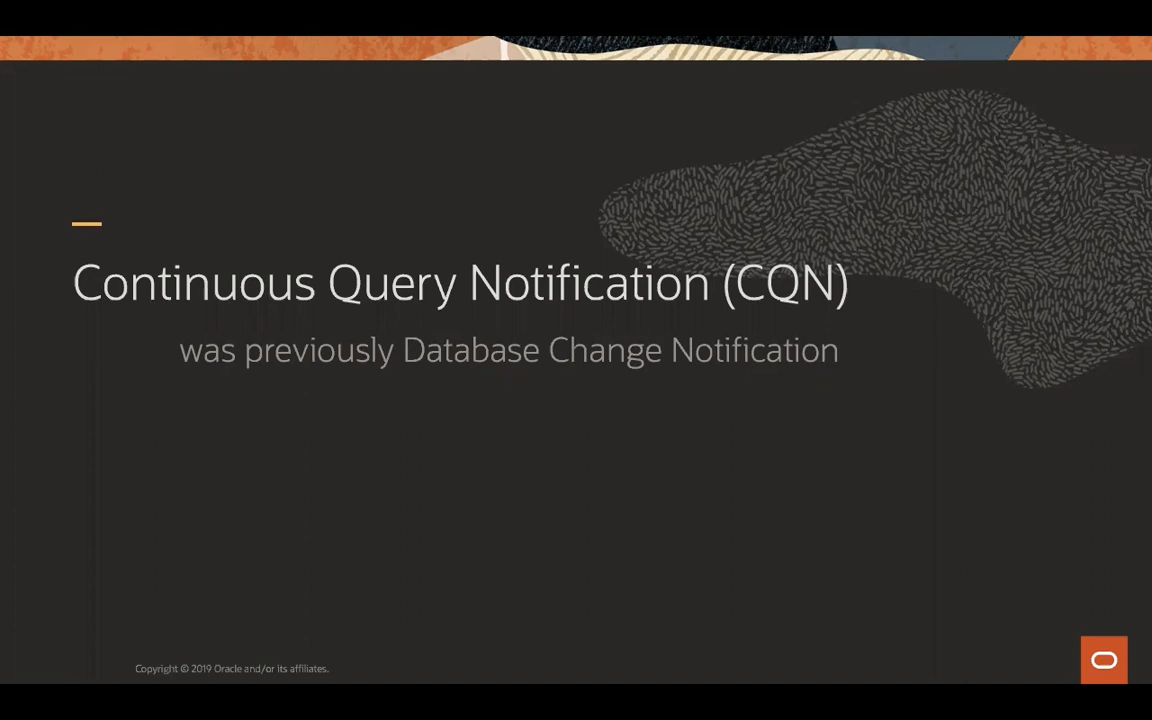 Continuous Query Notification (CQN)
was previously Database Change Notification
Copyright © 2019 Oracle and/or its affiliates.